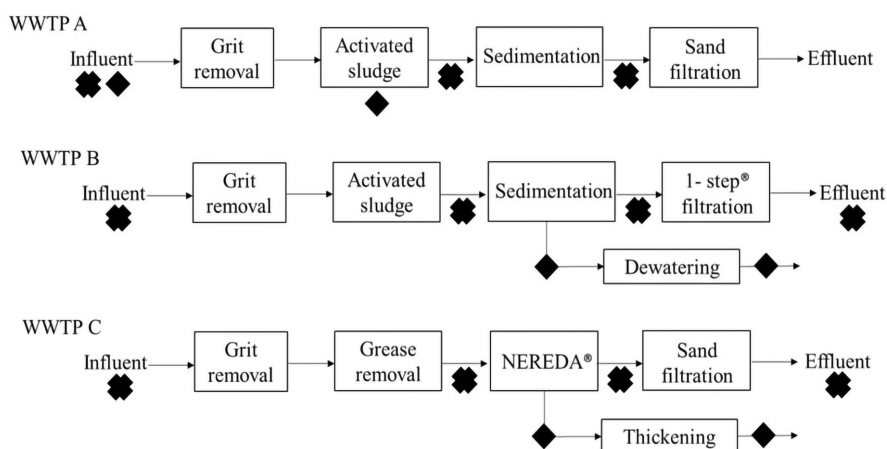 WWTP A
Influent
Grit
removal
Activated
sludge
Sedimentation
Sand
filtration
Effluent
WWTP B
Influent
Grit
removal
Activated
sludge
Sedimentation
1- step®
filtration
Effluent
Dewatering
WWTP C
Influent
Grit
removal
Grease
removal
NEREDA®
Sand
filtration
Effluent
Thickening